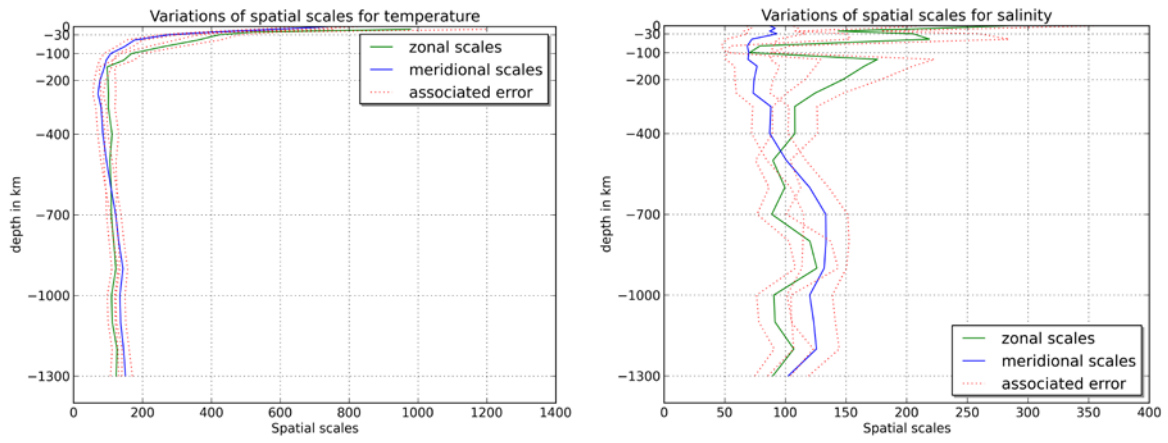 Variations of spatial scales for temperature
0
−30
−100
−200
−400
−700
−1000
−1300
depth in km
zonal scales
meridional scales
associated error
0
200
400
600
800
1000
1200
1400
Spatial scales
Variations of spatial scales for salinity
0
−30
−100
−200
−400
−700
−1000
−1300
depth in km
zonal scales
meridional scales
associated error
0
50
100
150
200
250
300
350
400
Spatial scales